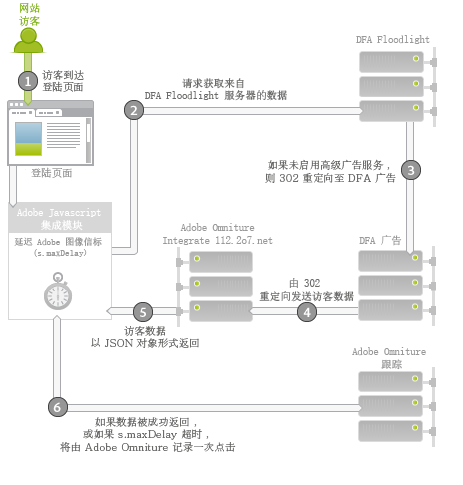 网站
访客
1
访客到达
登陆页面
登陆页面
DFA Floodlight
2
请求获取来自
DFA Floodlight 服务器的数据
如果未启用高级广告服务，
则 302 重定向至 DFA 广告
3
Adobe Javascript
集成模块
延迟 Adobe 图像信标
(s.maxDelay)
Adobe Omniture
Integrate 112.2o7.net
DFA 广告
由 302
重定向发送访客数据
4
5
访客数据
以 JSON 对象形式返回
Adobe Omniture
跟踪
6
如果数据被成功返回，
或如果 s.maxDelay 超时，
将由 Adobe Omniture 记录一次点击